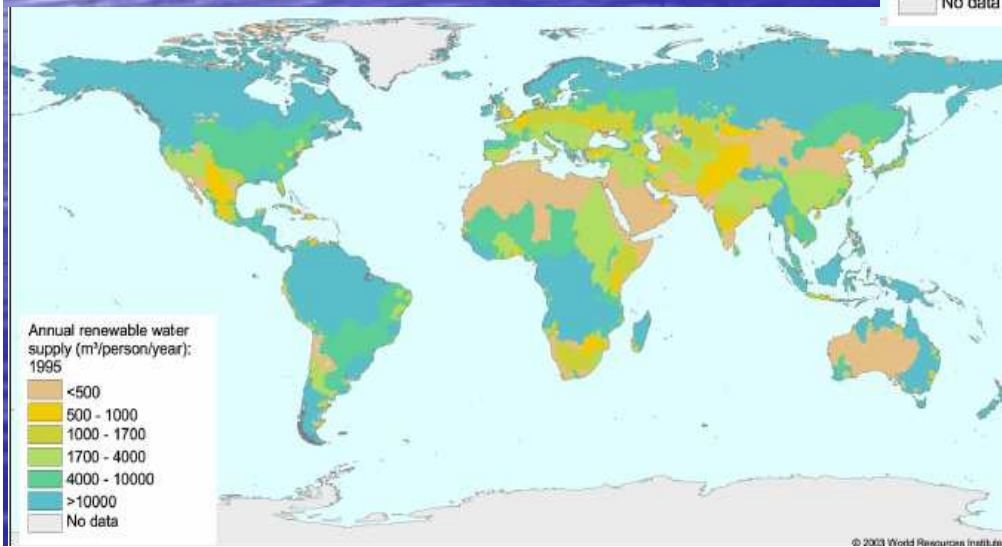 No data
Annual renewable water
supply (m³/person/year):
1995
<500
500 - 1000
1000 - 1700
1700 - 4000
4000 - 10000
>10000
No data
© 2003 World Resources Institute